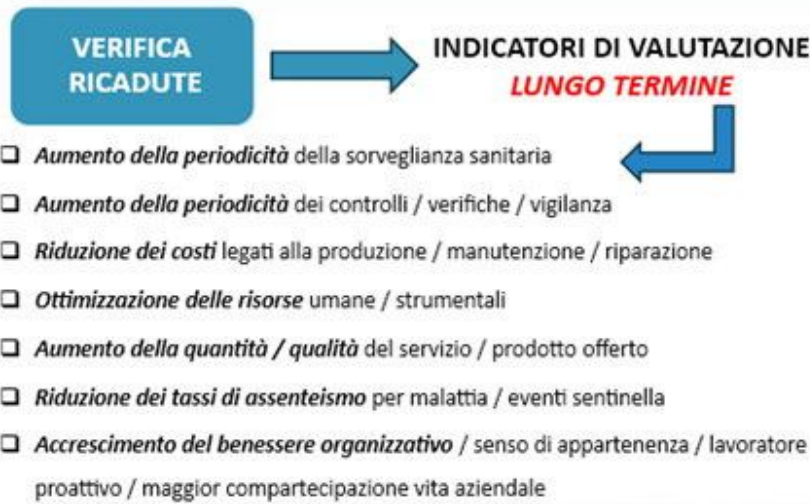 VERIFICA
RICADUTE
INDICATORI DI VALUTAZIONE
LUNGO TERMINE
❑ Aumento della periodicità della sorveglianza sanitaria
❑ Aumento della periodicità dei controlli / verifiche / vigilanza
❑ Riduzione dei costi legati alla produzione / manutenzione / riparazione
❑ Ottimizzazione delle risorse umane / strumentali
❑ Aumento della quantità / qualità del servizio / prodotto offerto
❑ Riduzione dei tassi di assenteismo per malattia / eventi sentinella
❑ Accrescimento del benessere organizzativo / senso di appartenenza / lavoratore
proattivo / maggior compartecipazione vita aziendale